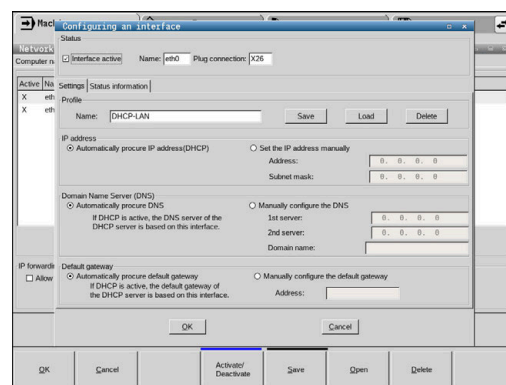 Configuring an interface
Status
Interface active Name: eth0 Plug connection: X26
Network
Computer
Settings Status information
Active
X eth
X eth
Profile
Name: DHCP-LAN Save Load Delete
IP address
Automatically procure IP address(DHCP) Set the IP address manually
Address: 0. 0. 0. 0
Subnet mask: 0. 0. 0. 0
Domain Name Server (DNS)
Automatically procure DNS Manually configure the DNS
If DHCP is active, the DNS server of the 1st server: 0. 0. 0. 0
DHCP server is based on this interface. 2nd server: 0. 0. 0. 0
Domain name:
IP forwardi
Default gateway
Automatically procure default gateway Manually configure the default gateway
Allow
If DHCP is active, the default gateway of Address:
the DHCP server is based on this interface.
OK Cancel
OK Cancel Activate/ Save Open Delete
Deactivate